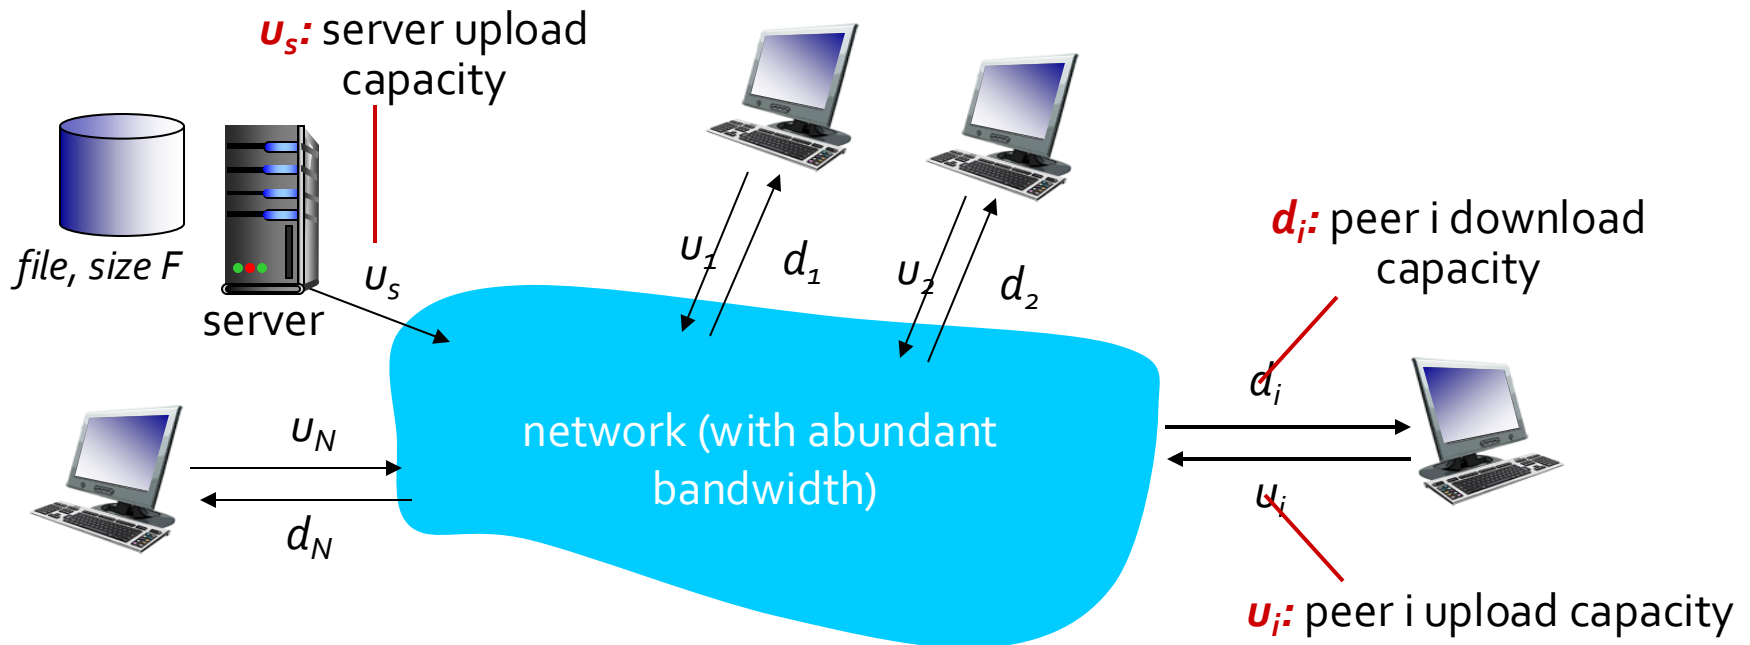 us: server upload
capacity
file, size F
server
us
u1
d1
u2
d2
di: peer i download
capacity
di
ui
ui: peer i upload capacity
uN
dN
network (with abundant
bandwidth)